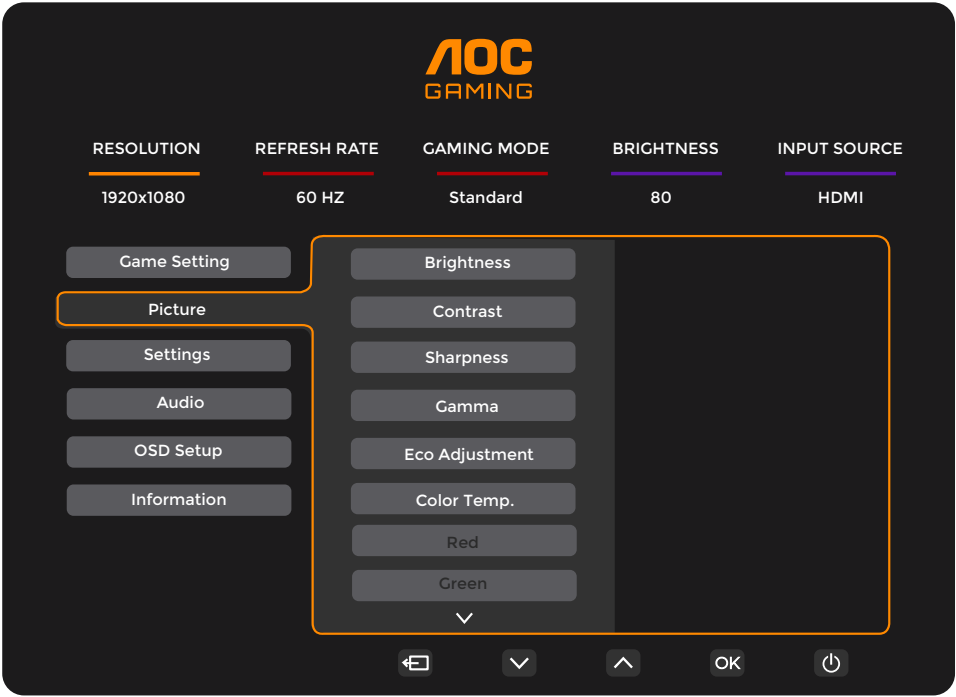 AOC
GAMING
RESOLUTION REFRESH RATE GAMING MODE BRIGHTNESS INPUT SOURCE
1920x1080 60 HZ Standard 80 HDMI
Game Setting
Picture
Settings
Audio
OSD Setup
Information
Brightness
Contrast
Sharpness
Gamma
Eco Adjustment
Color Temp.
Red
Green
OK